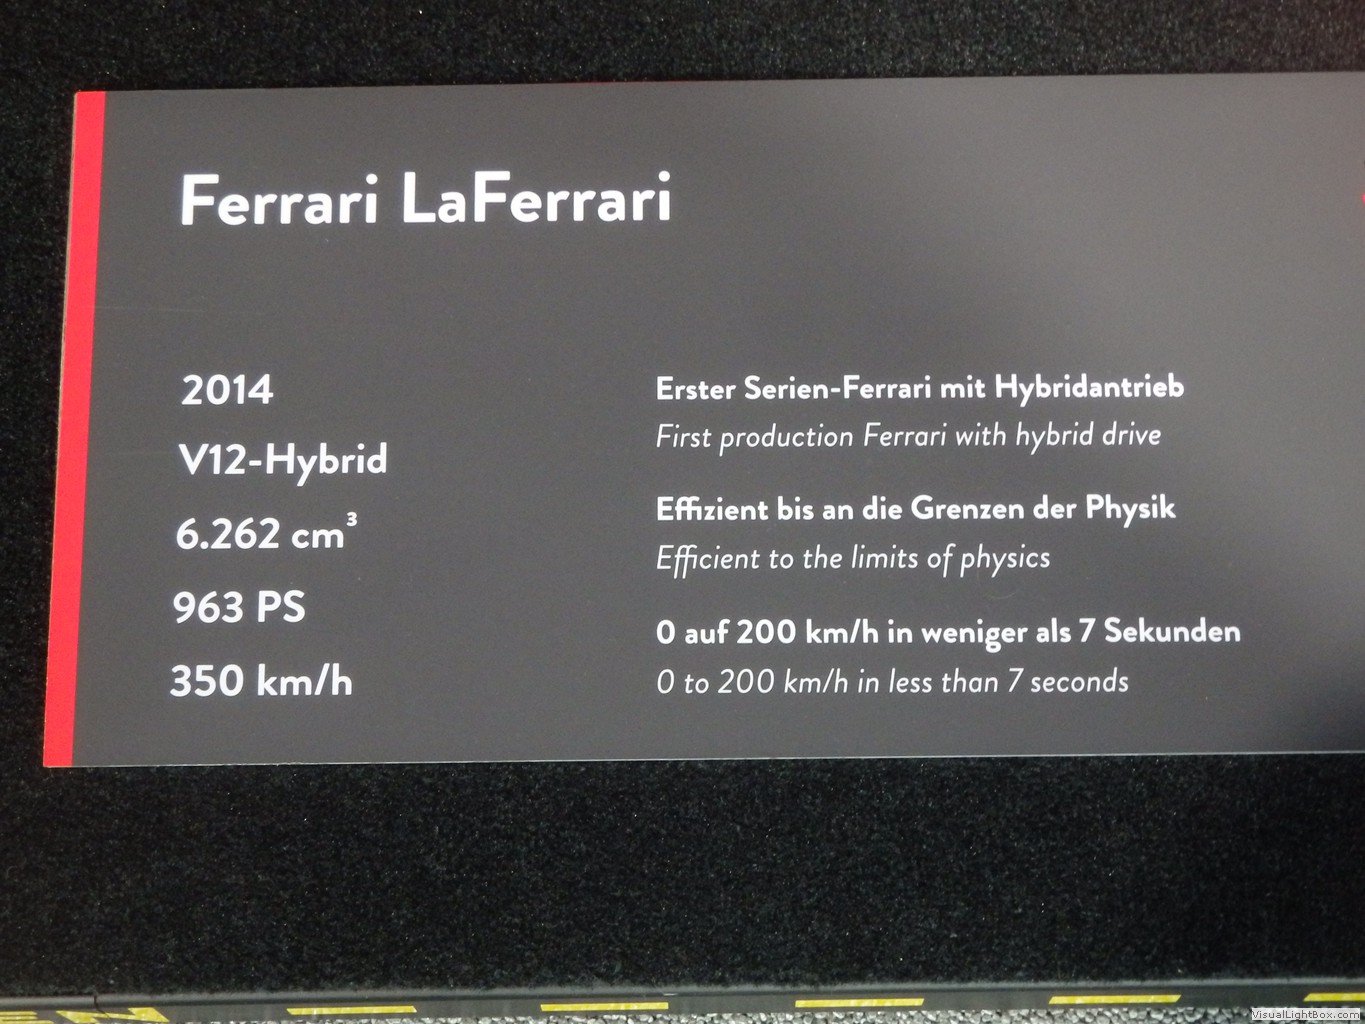 Ferrari LaFerrari
2014
V12-Hybrid
6.262 cm³
963 PS
350 km/h
Erster Serien-Ferrari mit Hybridantrieb
First production Ferrari with hybrid drive
Effizient bis an die Grenzen der Physik
Efficient to the limits of physics
0 auf 200 km/h in weniger als 7 Sekunden
0 to 200 km/h in less than 7 seconds
EN
VisualLightBox.com